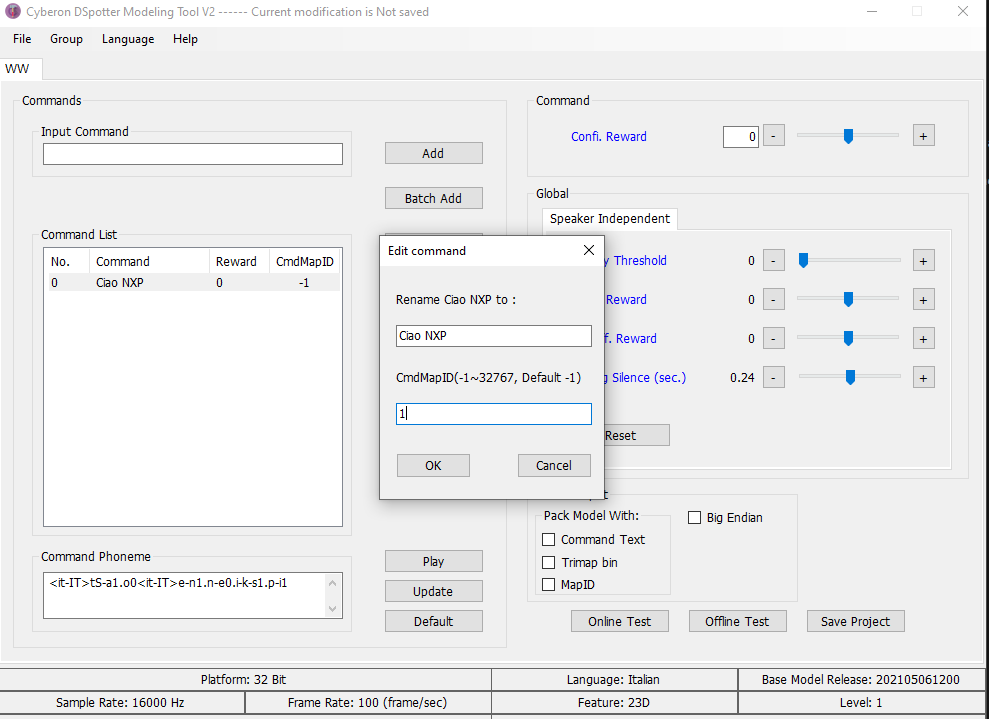 Cyberon DSpotter Modeling Tool V2 ------ Current modification is Not saved
File Group Language Help
WW
Commands
Input Command
Add
Batch Add
Command List
No. Command Reward CmdMapID
0 Ciao NXP 0 -1
Command Phoneme
<it-IT>tS-a1.o0<it-IT>e-n1.n-e0.i-k-s1.p-i1
Play
Update
Default
Edit command
Rename Ciao NXP to :
Ciao NXP
CmdMapID(-1~32767, Default -1)
1
OK Cancel
Command
Confi. Reward 0 - +
Global
Speaker Independent
y Threshold 0 - +
Reward 0 - +
f. Reward 0 - +
g Silence (sec.) 0.24 - +
Reset
Pack Model With:
Command Text
Trimap bin
MapID
Big Endian
Online Test Offline Test Save Project
Platform: 32 Bit Language: Italian Base Model Release: 202105061200
Sample Rate: 16000 Hz Frame Rate: 100 (frame/sec) Feature: 23D Level: 1